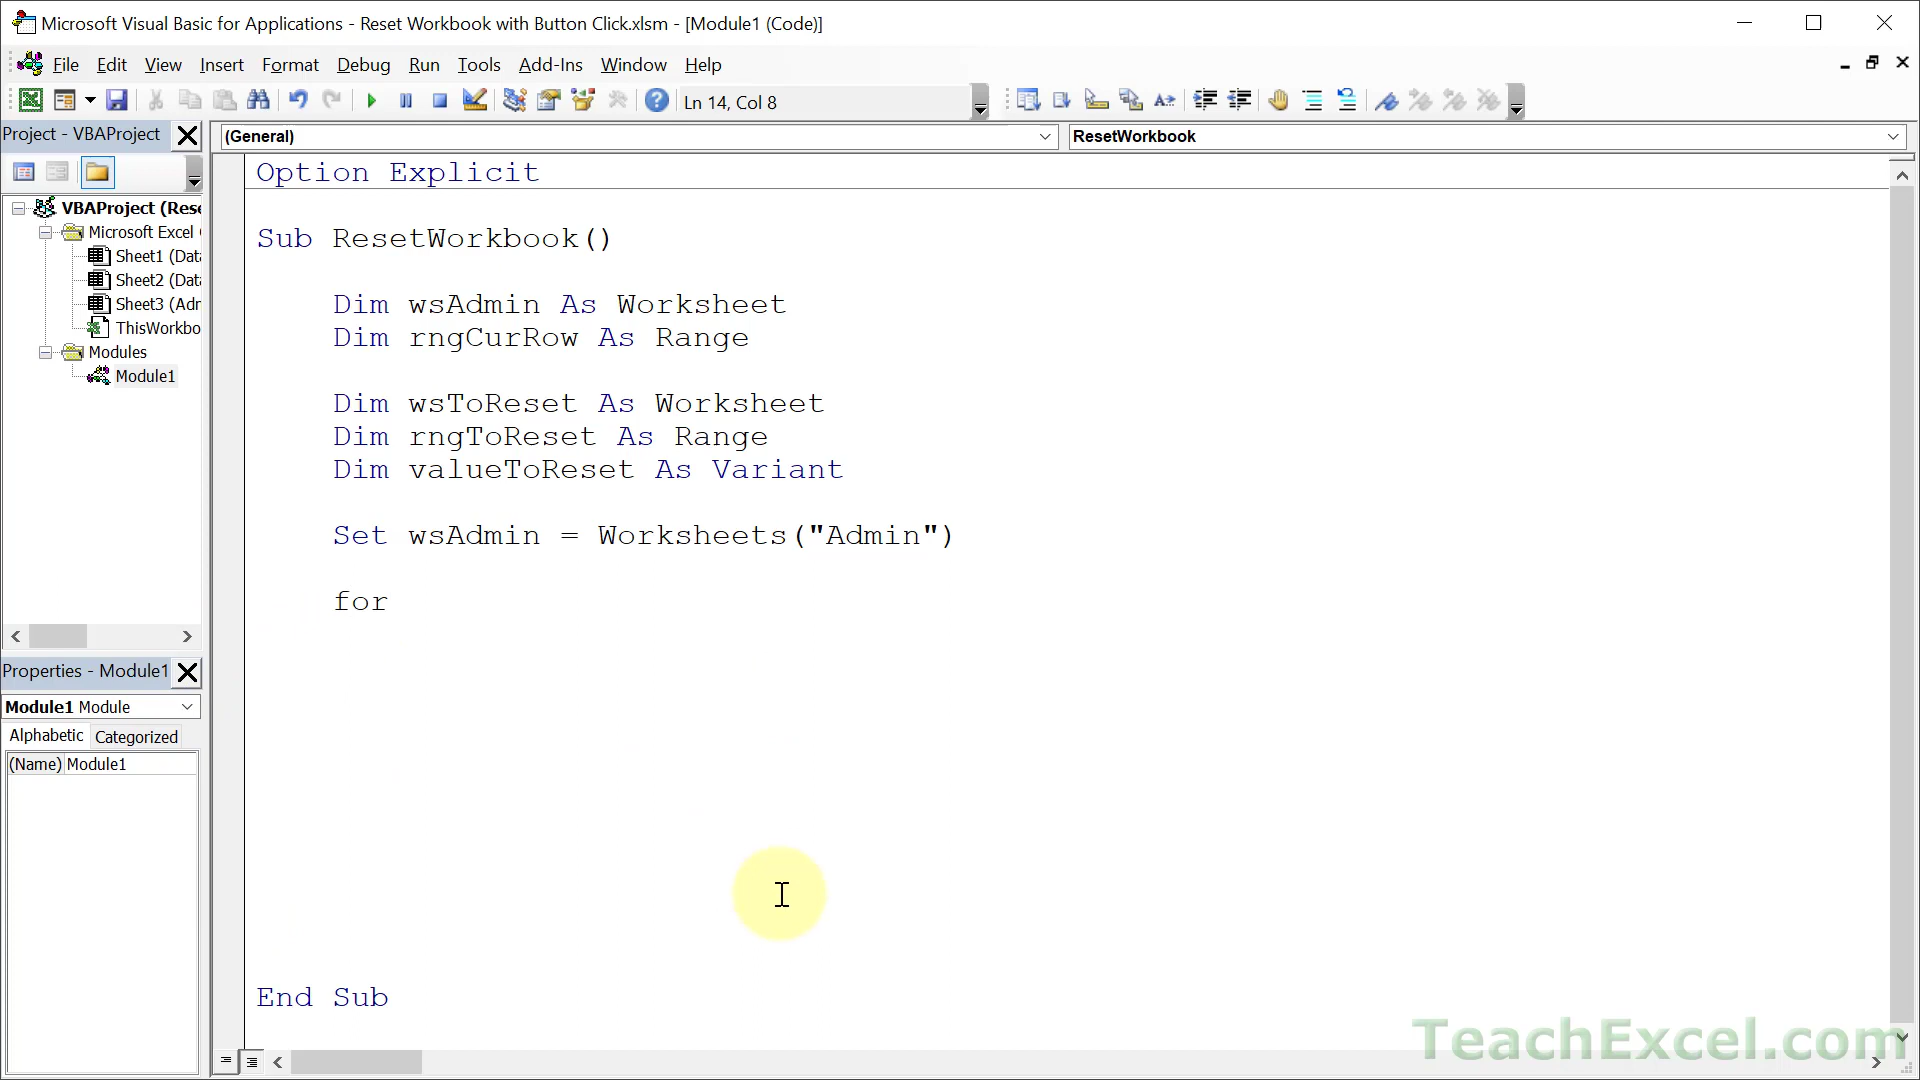 Microsoft Visual Basic for Applications - Reset Workbook with Button Click.xlsm - [Module1 (Code)]
File Edit View Insert Format Debug Run Tools Add-Ins Window Help
Ln 14, Col 8
Project - VBAProject
(General)
ResetWorkbook
VBAProject (Rese
Microsoft Excel
Sheet1 (Data
Sheet2 (Data
Sheet3 (Adr
ThisWorkbo
Modules
Module1
Properties - Module1
Module1 Module
Alphabetic Categorized
(Name) Module1
Option Explicit
Sub ResetWorkbook()
Dim wsAdmin As Worksheet
Dim rngCurRow As Range
Dim wsToReset As Worksheet
Dim rngToReset As Range
Dim valueToReset As Variant
Set wsAdmin = Worksheets("Admin")
for
End Sub
TeachExcel.com